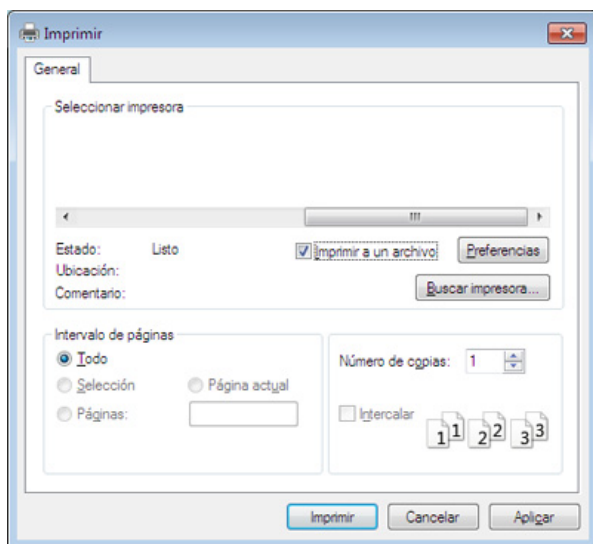 Imprimir
General
Seleccionar impresora
Estado: Listo
Imprimir a un archivo
Preferencias
Ubicación:
Comentario:
Buscar impresora...
Intervalo de páginas
Todo
Selección
Página actual
Páginas:
Número de copias: 1
Intercalar
1 1 2 2 3 3
Imprimir Cancelar Aplicar